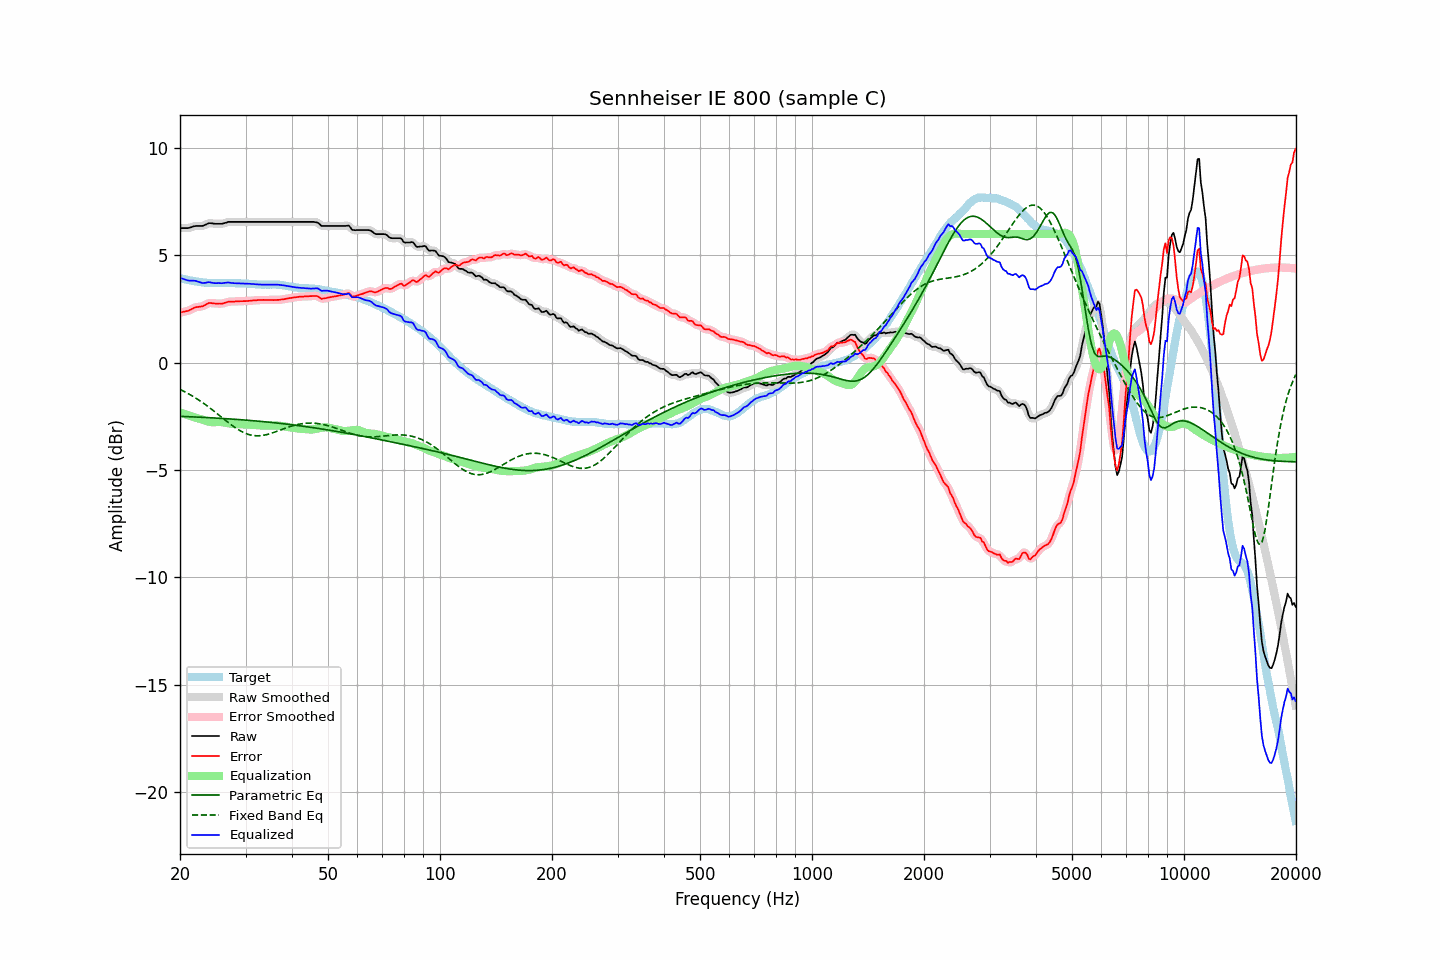 Sennheiser IE 800 (sample C)
Amplitude (dBr)
10
5
0
−5
−10
−15
−20
Target
Raw Smoothed
Error Smoothed
Raw
Error
Equalization
Parametric Eq
Fixed Band Eq
Equalized
20 50 100 200 500 1000 2000 5000 10000 20000
Frequency (Hz)